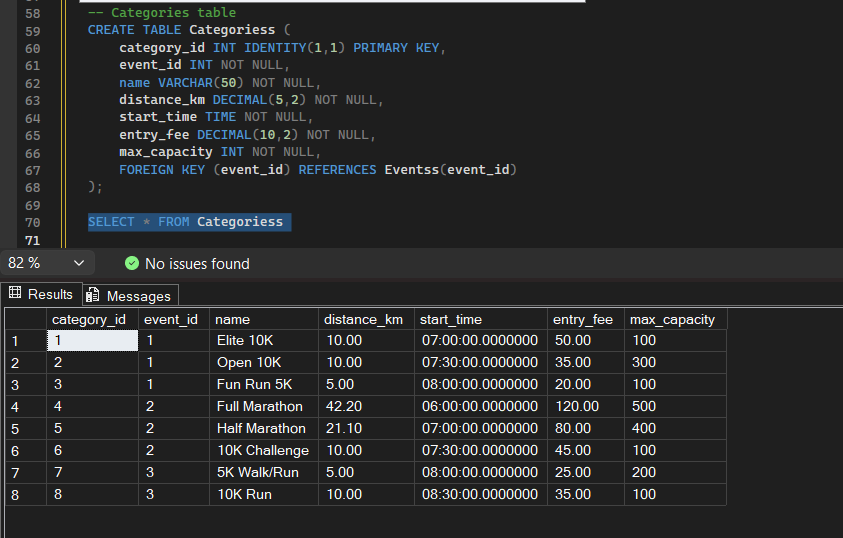 58 -- Categories table
59 CREATE TABLE Categoriess (
60 category_id INT IDENTITY(1,1) PRIMARY KEY,
61 event_id INT NOT NULL,
62 name VARCHAR(50) NOT NULL,
63 distance_km DECIMAL(5,2) NOT NULL,
64 start_time TIME NOT NULL,
65 entry_fee DECIMAL(10,2) NOT NULL,
66 max_capacity INT NOT NULL,
67 FOREIGN KEY (event_id) REFERENCES Eventss(event_id)
68 );
69
70 SELECT * FROM Categoriess
71
82 % No issues found
Results Messages
category_id event_id name distance_km start_time entry_fee max_capacity
1 1 1 Elite 10K 10.00 07:00:00.0000000 50.00 100
2 2 1 Open 10K 10.00 07:30:00.0000000 35.00 300
3 3 1 Fun Run 5K 5.00 08:00:00.0000000 20.00 100
4 4 2 Full Marathon 42.20 06:00:00.0000000 120.00 500
5 5 2 Half Marathon 21.10 07:00:00.0000000 80.00 400
6 6 2 10K Challenge 10.00 07:30:00.0000000 45.00 100
7 7 3 5K Walk/Run 5.00 08:00:00.0000000 25.00 200
8 8 3 10K Run 10.00 08:30:00.0000000 35.00 100